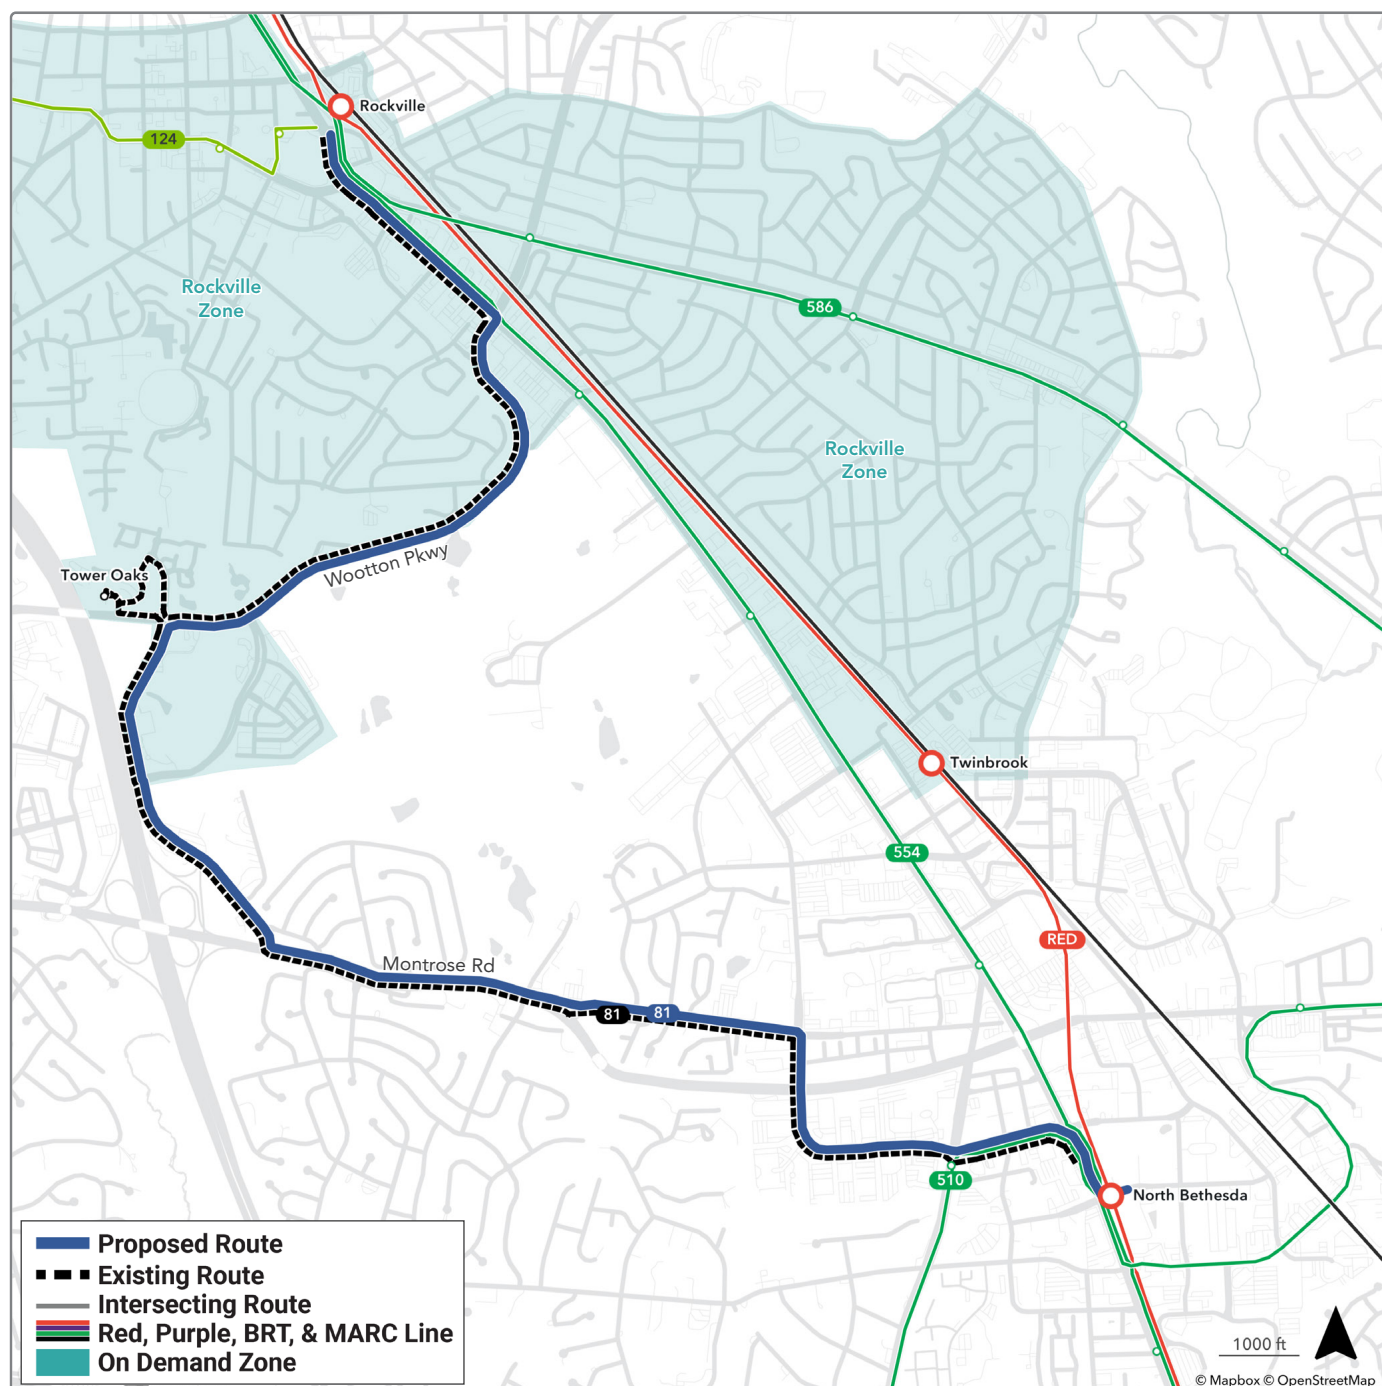 Rockville
124
Rockville
Zone
586
Rockville
Zone
Wootton Pkwy
Tower Oaks
Twinbrook
554
RED
Montrose Rd
81
81
510
North Bethesda
Proposed Route
Existing Route
Intersecting Route
Red, Purple, BRT, & MARC Line
On Demand Zone
1000 ft
© Mapbox © OpenStreetMap